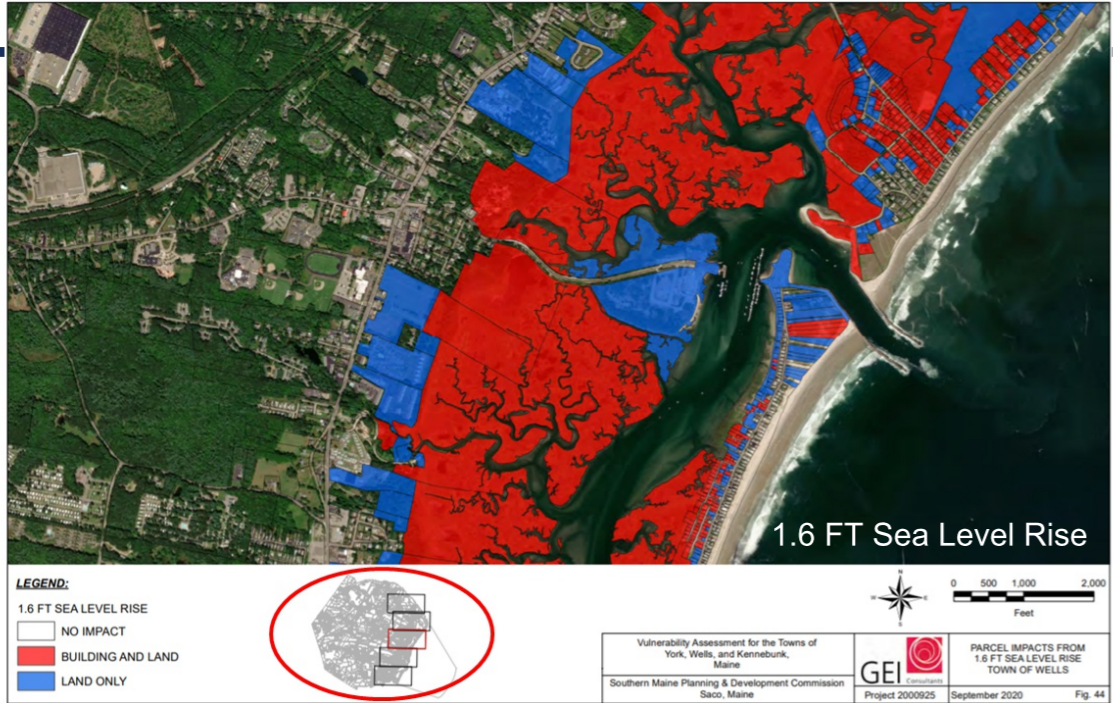 1.6 FT Sea Level Rise
LEGEND:
1.6 FT SEA LEVEL RISE
NO IMPACT
BUILDING AND LAND
LAND ONLY
N
W E
S
0 500 1,000 2,000
Feet
Vulnerability Assessment for the Towns of
York, Wells, and Kennebunk,
Maine
Southern Maine Planning & Development Commission
Saco, Maine
GEI Consultants
Project 2000925
PARCEL IMPACTS FROM
1.6 FT SEA LEVEL RISE
TOWN OF WELLS
September 2020 Fig. 44